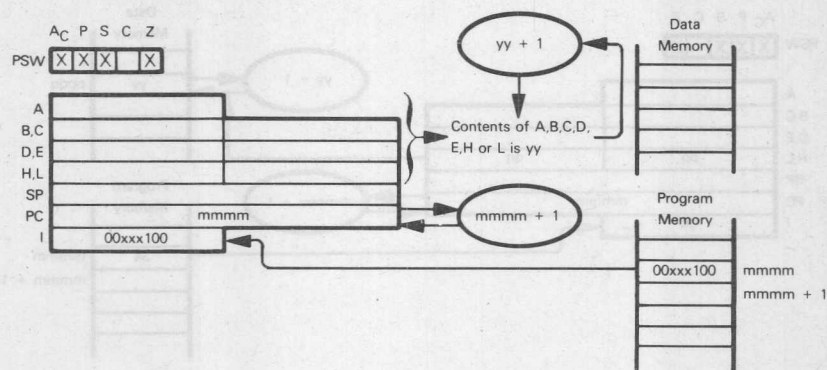 A_C P S C Z
PSW X X X X
yy + 1
Data
Memory
A
B,C
D,E
H,L
SP
PC mmmm
I 00xxx100
Contents of A,B,C,D,
E,H or L is yy
mmmm + 1
Program
Memory
00xxx100 mmmm
mmmm + 1